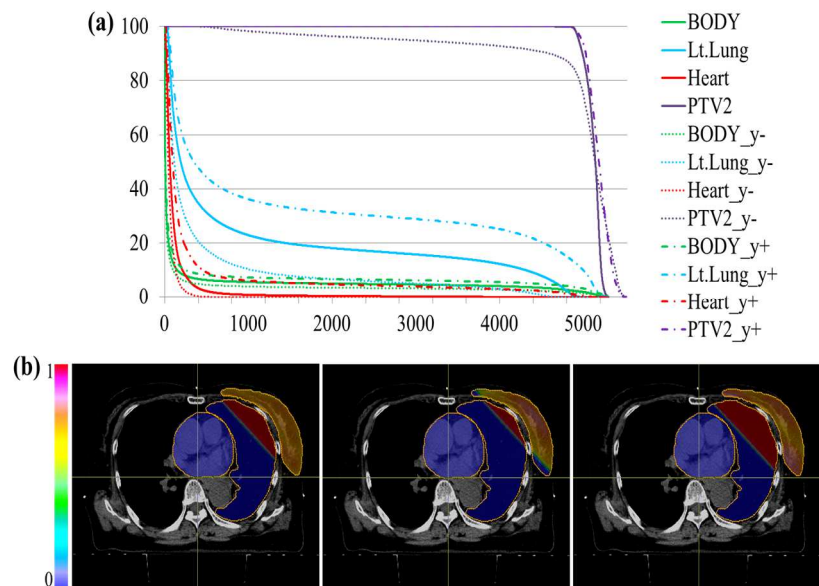 (a)
100
80
60
40
20
0
0 1000 2000 3000 4000 5000
BODY
Lt.Lung
Heart
PTV2
BODY_y-
Lt.Lung_y-
Heart_y-
PTV2_y-
BODY_y+
Lt.Lung_y+
Heart_y+
PTV2_y+
(b)
1
0